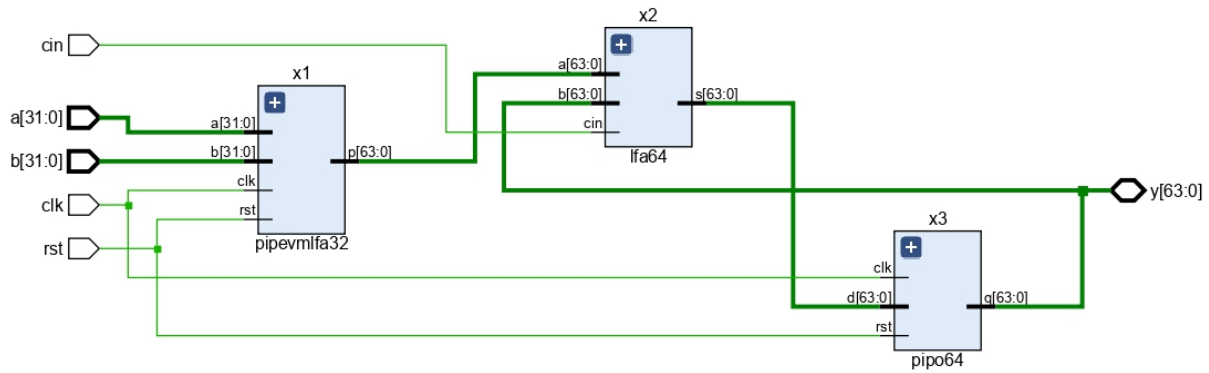 cin
a[31:0]
b[31:0]
clk
rst
x1
a[31:0]
b[31:0]
clk
rst
p[63:0]
pipevmlfa32
x2
a[63:0]
b[63:0]
cin
s[63:0]
lfa64
x3
clk
d[63:0]
rst
q[63:0]
pipo64
y[63:0]